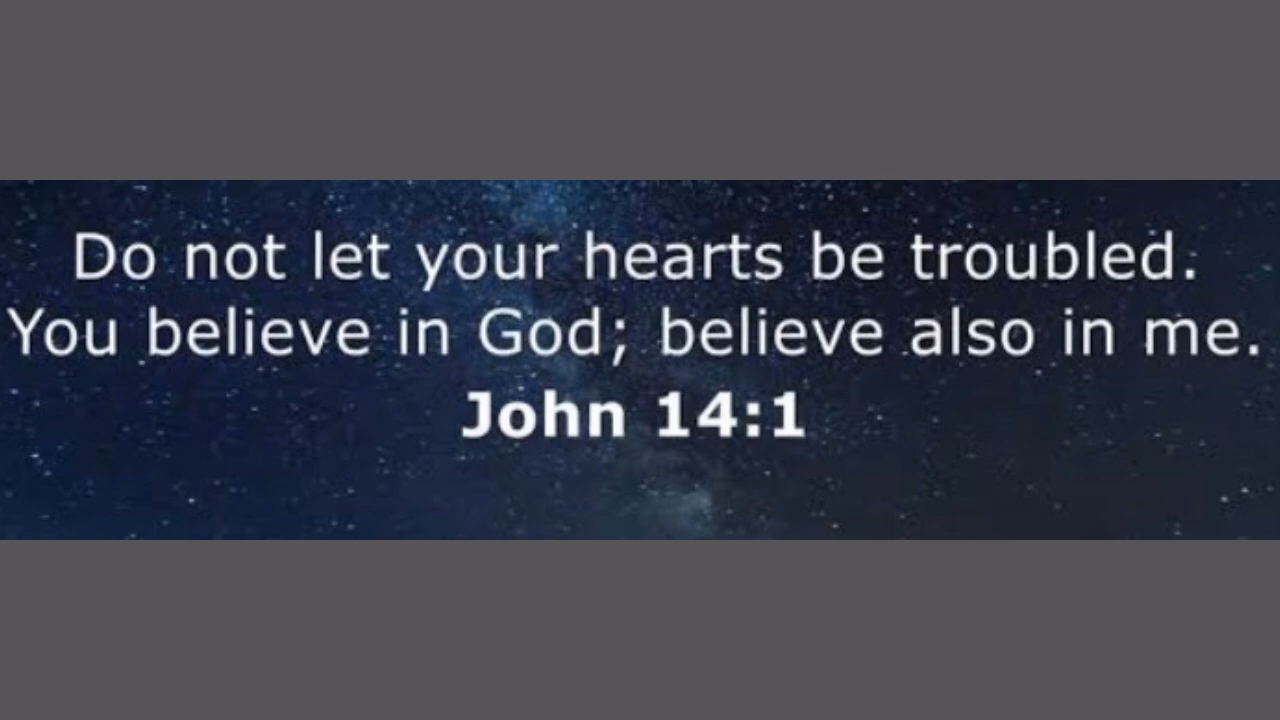 Do not let your hearts be troubled.
You believe in God; believe also in me.
John 14:1